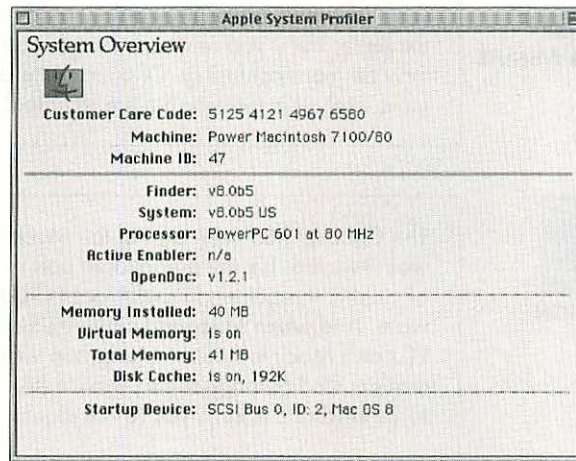 Apple System Profiler
System Overview
Customer Care Code: 5125 4121 4967 6580
Machine: Power Macintosh 7100/80
Machine ID: 47
Finder: v8.0b5
System: v8.0b5 US
Processor: PowerPC 601 at 80 MHz
Active Enabler: n/a
OpenDoc: v1.2.1
Memory Installed: 40 MB
Virtual Memory: is on
Total Memory: 41 MB
Disk Cache: is on, 192K
Startup Device: SCSI Bus 0, ID: 2, Mac OS 8